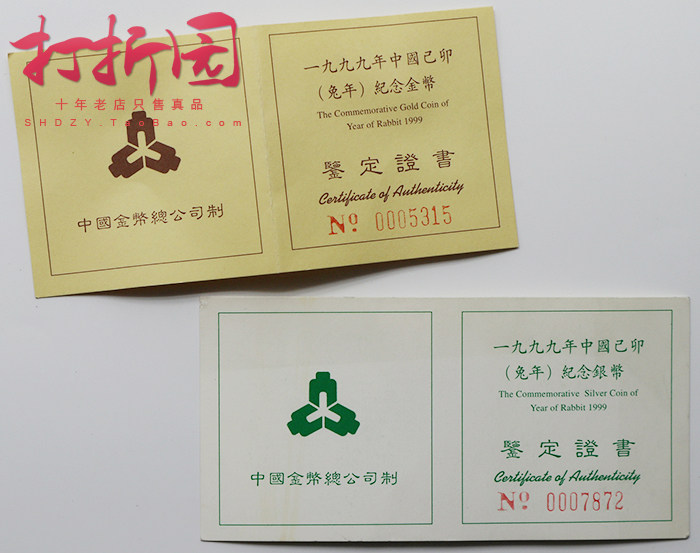 打折园
十年老店只售真品
SHDZY.TaoBao.com
中國金幣總公司制
一九九九年中國己卯
（兔年）紀念金幣
The Commemorative Gold Coin of
Year of Rabbit 1999
鑒定證書
Certificate of Authenticity
Nº 0005315
中國金幣總公司制
一九九九年中國己卯
（兔年）紀念銀幣
The Commemorative Silver Coin of
Year of Rabbit 1999
鑒定證書
Certificate of Authenticity
Nº 0007872